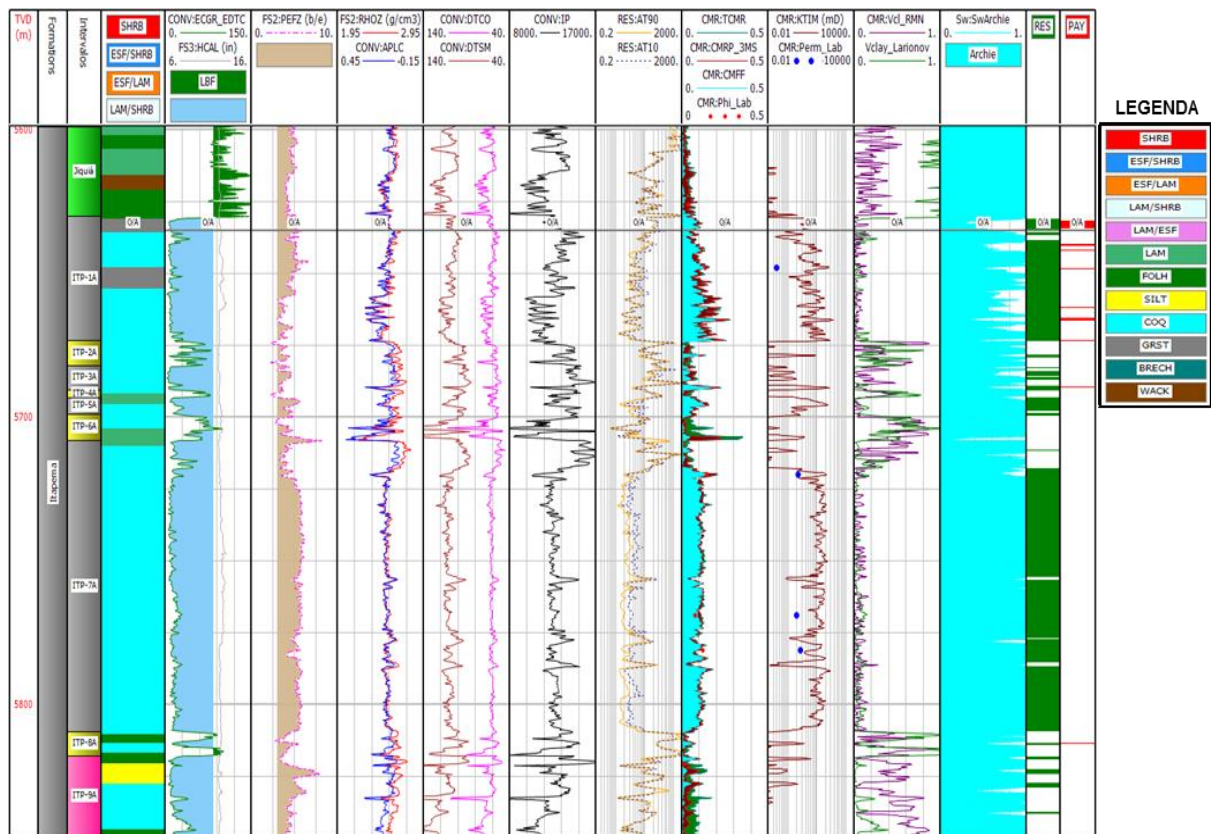 TVD
(m)
Formations
Intervalos
SHRB
ESF/SHRB
ESF/LAM
LAM/SHRB
CONV:ECGR_EDTC
0. 150.
FS3:HCAL (in)
6. 16.
LBF
FS2:PEFZ (b/e)
0. 10.
FS2:RHOZ (g/cm3)
1.95 2.95
CONV:APLC
0.45 -0.15
CONV:DTCO
140. 40.
CONV:DTSM
140. 40.
CONV:IP
8000. 17000.
RES:AT90
0.2 2000.
RES:AT10
0.2 2000.
CMR:TCMR
0. 0.5
CMR:CMRP_3MS
0. 0.5
CMR:CMFF
0. 0.5
CMR:Phi_Lab
0 0.5
CMR:KTIM (mD)
0.01 10000.
CMR:Perm_Lab
0.01 -10000
CMR:Vcl_RMN
0. 1.
Vclay_Larionov
0. 1.
Sw:SwArchie
0. 1.
Archie
RES
PAY
5600
5700
5800
Itapema
Jiquiá
ITP-1A
ITP-2A
ITP-3A
ITP-4A
ITP-5A
ITP-6A
ITP-7A
ITP-8A
ITP-9A
O/A O/A O/A O/A O/A O/A O/A O/A O/A O/A O/A O/A O/A
LEGENDA
SHRB
ESF/SHRB
ESF/LAM
LAM/SHRB
LAM/ESF
LAM
FOLH
SILT
COQ
GRST
BRECH
WACK